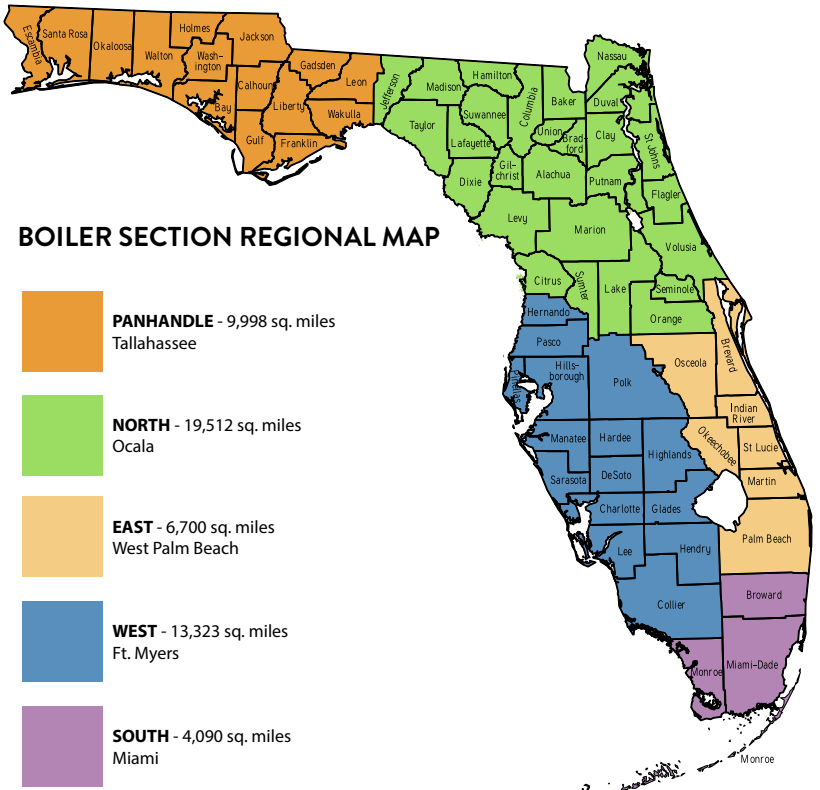 Escambia
Santa Rosa
Okaloosa
Walton
Holmes
Wash-
ington
Jackson
Bay
Calhoun
Gulf
Liberty
Gadsden
Franklin
Leon
Wakulla
Jefferson
Madison
Taylor
Hamilton
Suwannee
Lafayette
Dixie
Columbia
Gil-
christ
Levy
Baker
Union
Brad-
ford
Alachua
Nassau
Duval
Clay
St Johns
Putnam
Flagler
Marion
Volusia
Citrus
Sumter
Lake
Seminole
Orange
BOILER SECTION REGIONAL MAP
PANHANDLE - 9,998 sq. miles
Tallahassee
NORTH - 19,512 sq. miles
Ocala
EAST - 6,700 sq. miles
West Palm Beach
WEST - 13,323 sq. miles
Ft. Myers
SOUTH - 4,090 sq. miles
Miami
Hernando
Pasco
Pinellas
Hills-
borough
Polk
Osceola
Brevard
Indian
River
Okeechobee
St Lucie
Manatee
Hardee
Highlands
Sarasota
DeSoto
Martin
Charlotte
Glades
Lee
Hendry
Palm Beach
Collier
Broward
Monroe
Miami-Dade
Monroe